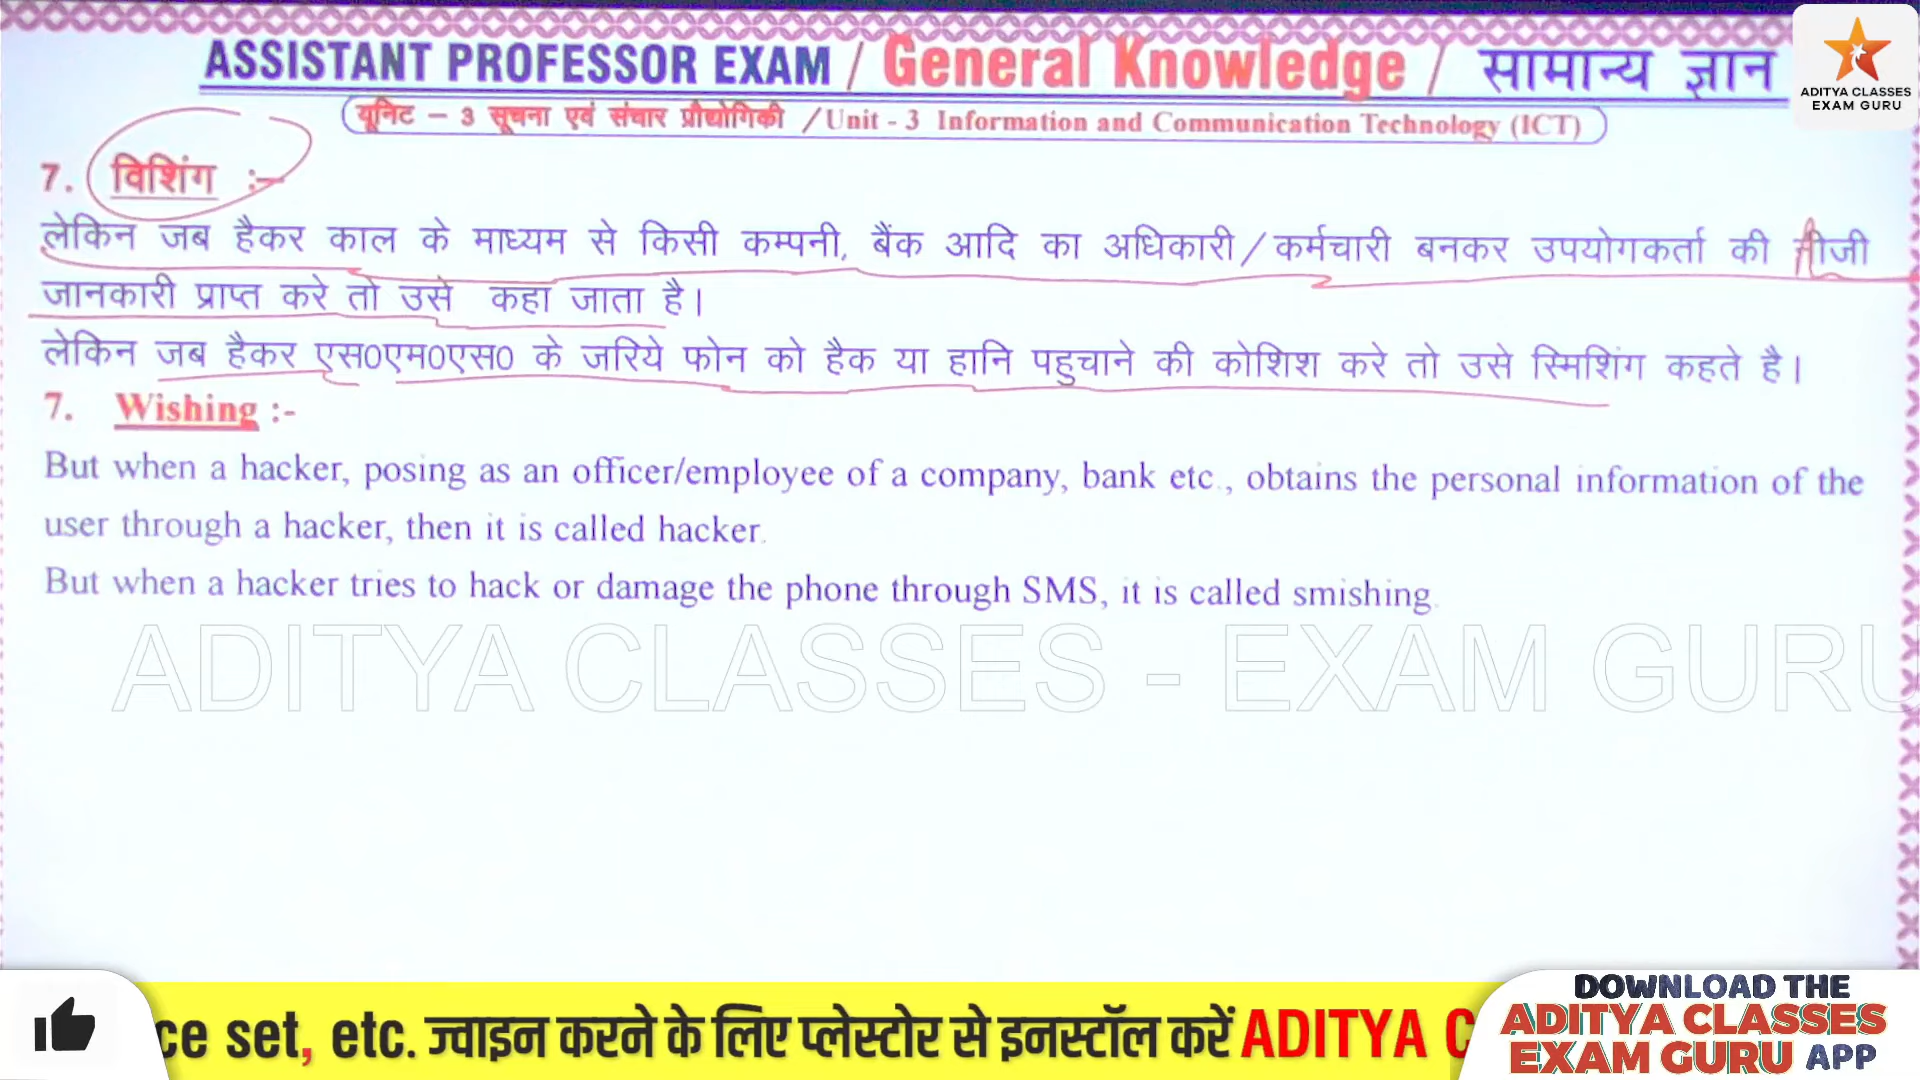 ASSISTANT PROFESSOR EXAM / General Knowledge / सामान्य ज्ञान
ADITYA CLASSES
EXAM GURU
यूनिट – 3 सूचना एवं संचार प्रौद्योगिकी / Unit - 3 Information and Communication Technology (ICT)
7. विशिंग :–
लेकिन जब हैकर काल के माध्यम से किसी कम्पनी, बैंक आदि का अधिकारी/कर्मचारी बनकर उपयोगकर्ता की नीजी
जानकारी प्राप्त करे तो उसे कहा जाता है।
लेकिन जब हैकर एस0एम0एस0 के जरिये फोन को हैक या हानि पहुचाने की कोशिश करे तो उसे स्मिशिंग कहते है।
7. Wishing :-
But when a hacker, posing as an officer/employee of a company, bank etc., obtains the personal information of the
user through a hacker, then it is called hacker.
But when a hacker tries to hack or damage the phone through SMS, it is called smishing.
ADITYA CLASSES - EXAM GURU
ce set, etc. ज्वाइन करने के लिए प्लेस्टोर से इनस्टॉल करें ADITYA C
DOWNLOAD THE
ADITYA CLASSES
EXAM GURU APP